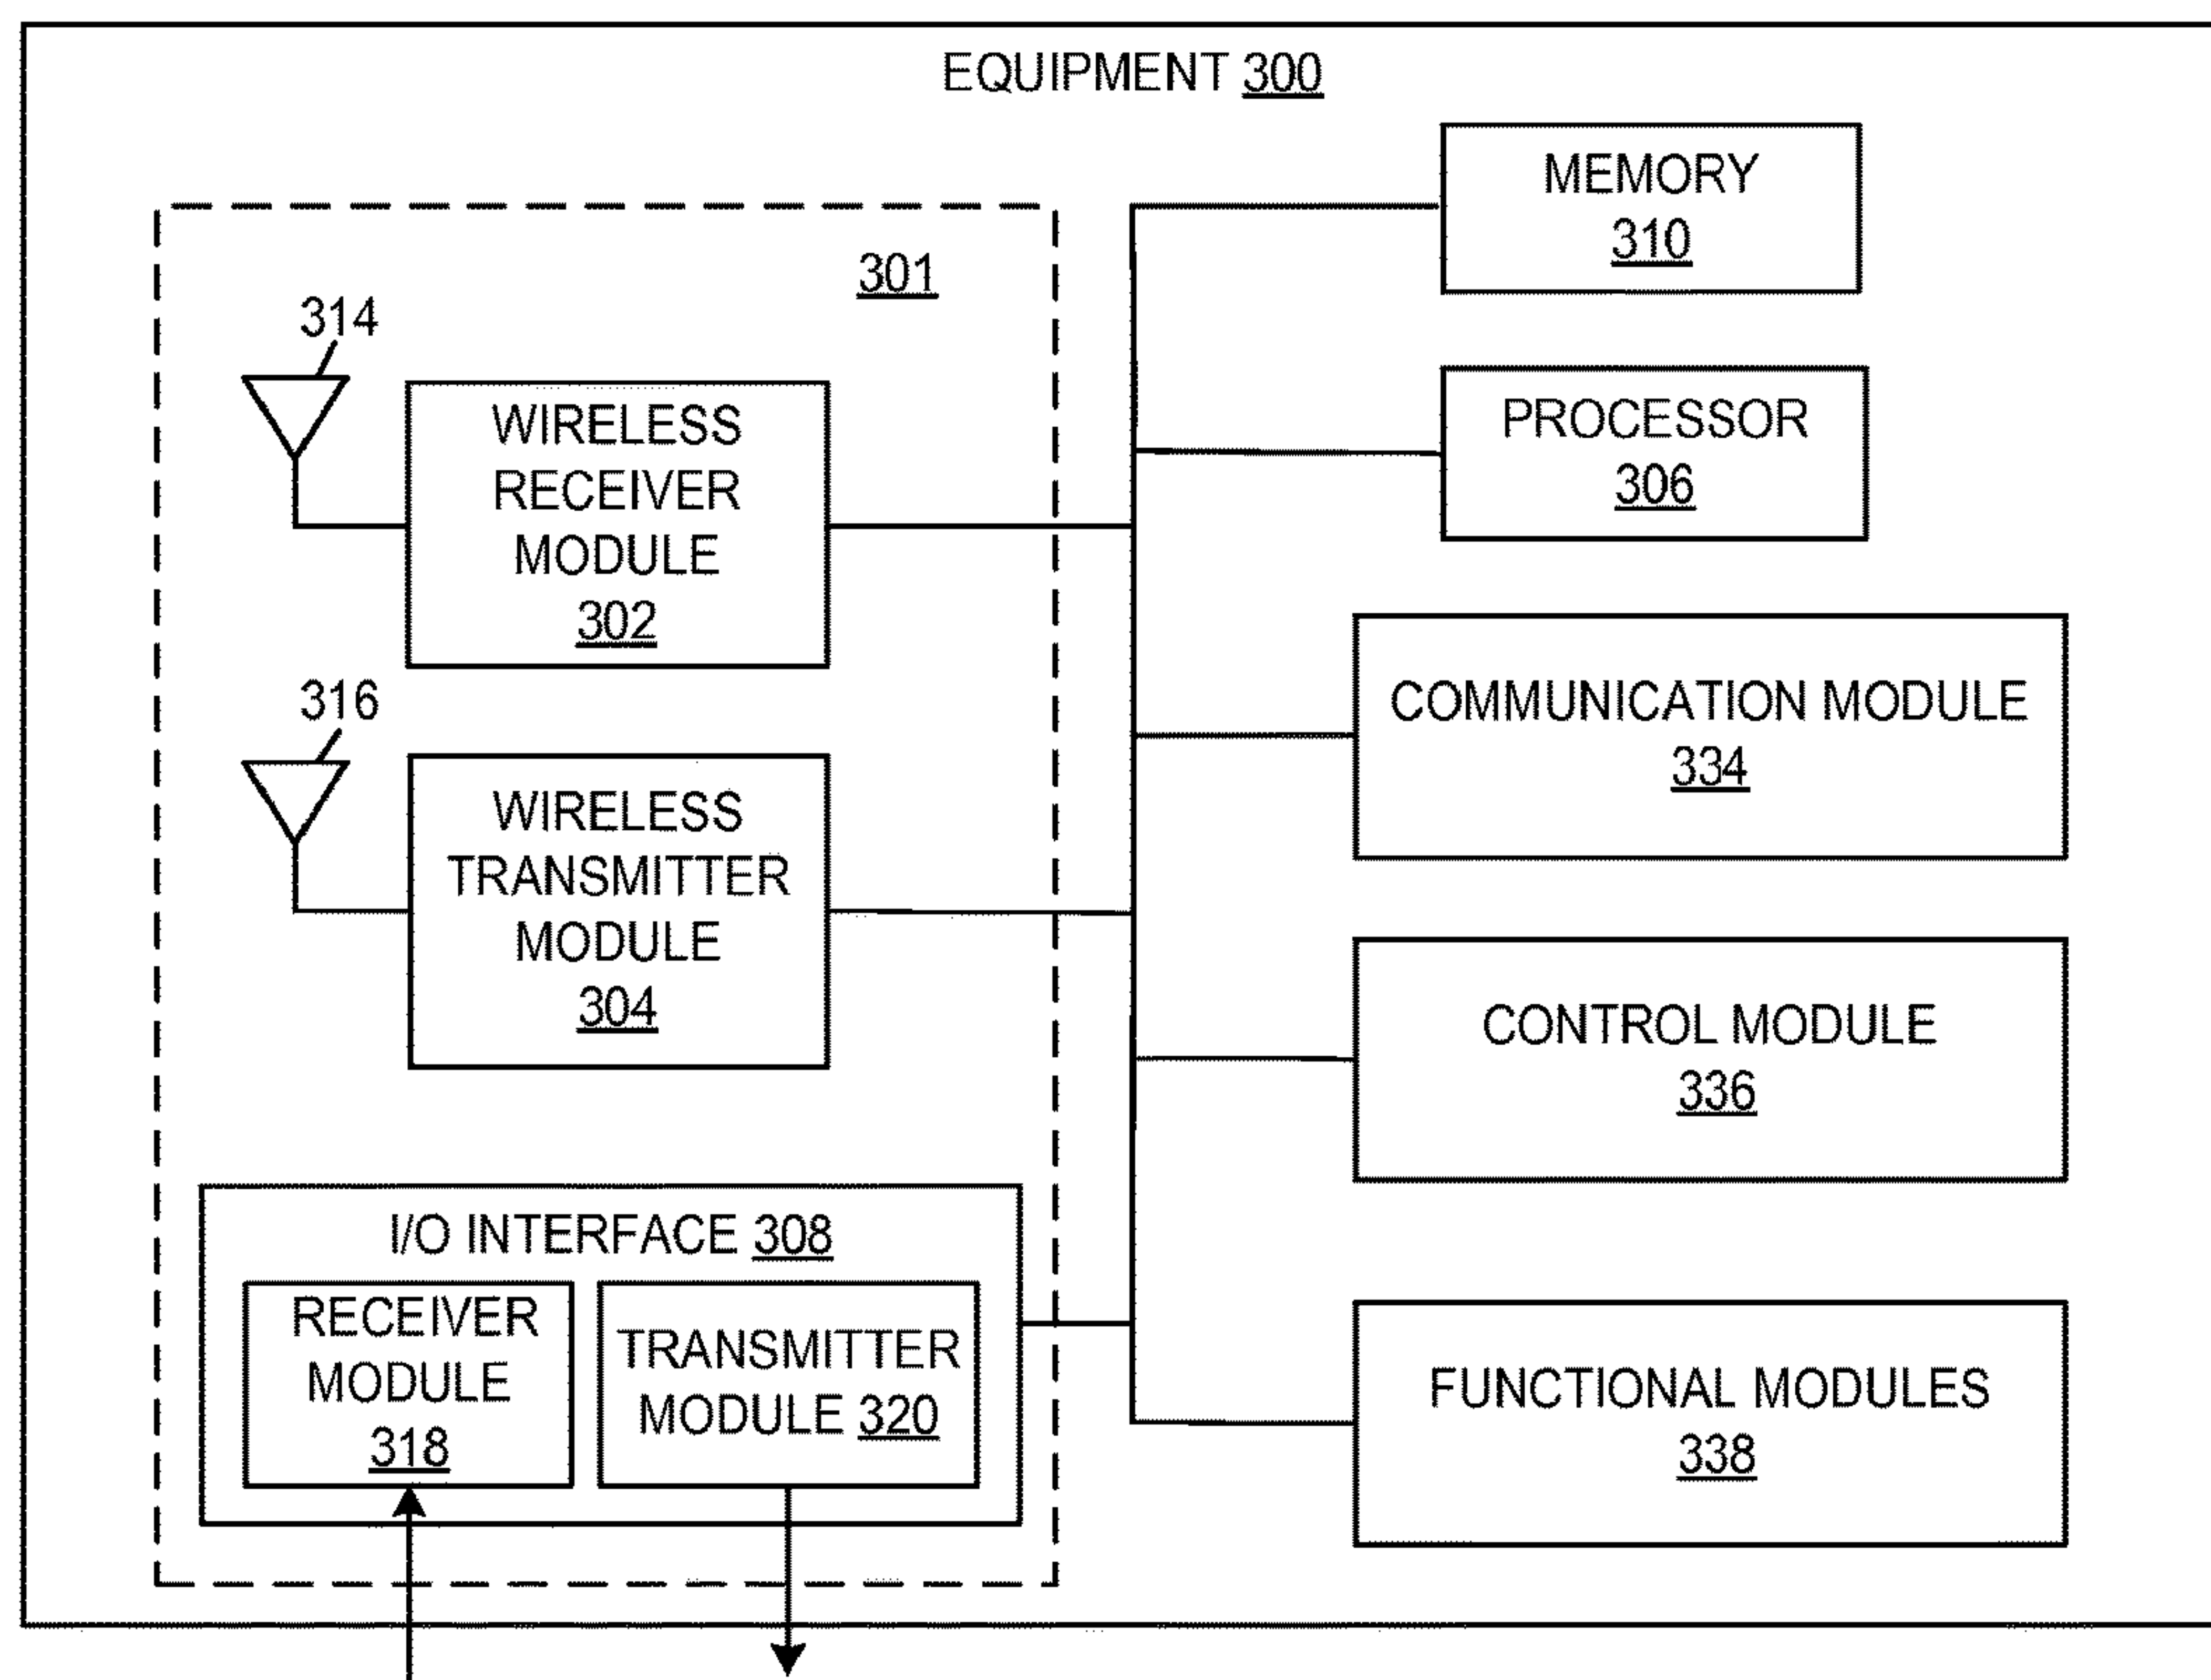 EQUIPMENT 300
MEMORY
310
301
314
WIRELESS
RECEIVER
MODULE
302
PROCESSOR
306
316
WIRELESS
TRANSMITTER
MODULE
304
COMMUNICATION MODULE
334
CONTROL MODULE
336
I/O INTERFACE 308
RECEIVER
MODULE
318
TRANSMITTER
MODULE 320
FUNCTIONAL MODULES
338